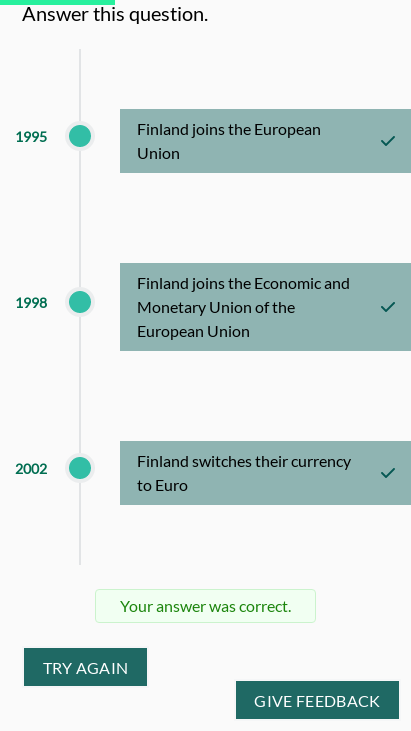 Answer this question.
1995
Finland joins the European
Union
1998
Finland joins the Economic and
Monetary Union of the
European Union
2002
Finland switches their currency
to Euro
Your answer was correct.
TRY AGAIN
GIVE FEEDBACK